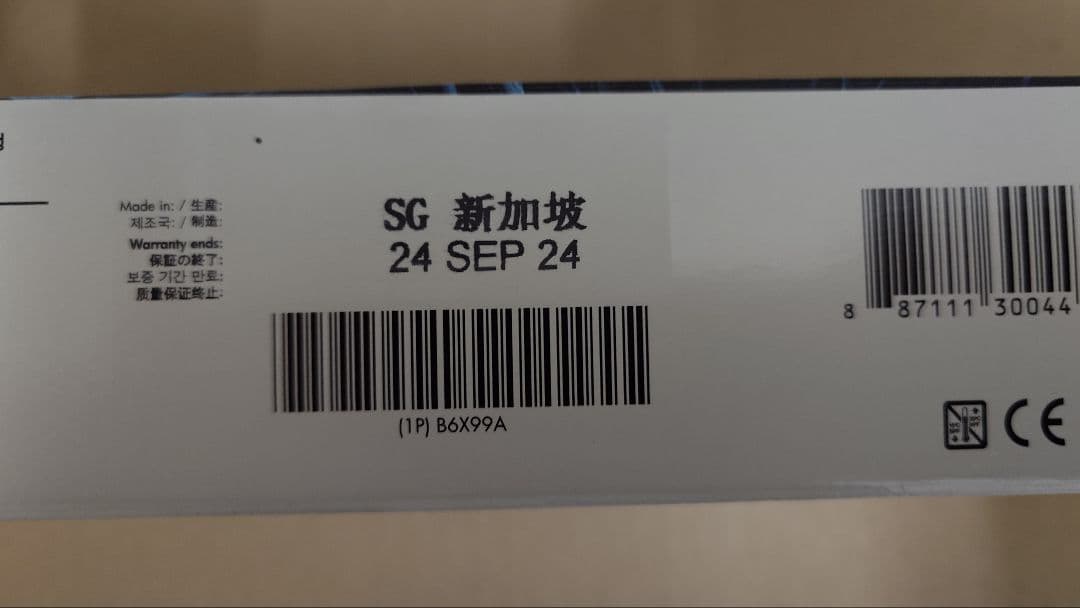 Made in: / 生産:
제조국: / 制造:
Warranty ends:
保証の終了:
보증 기간 만료:
质量保证终止:
SG 新加坡
24 SEP 24
(1P) B6X99A
8 87111 30044
CE